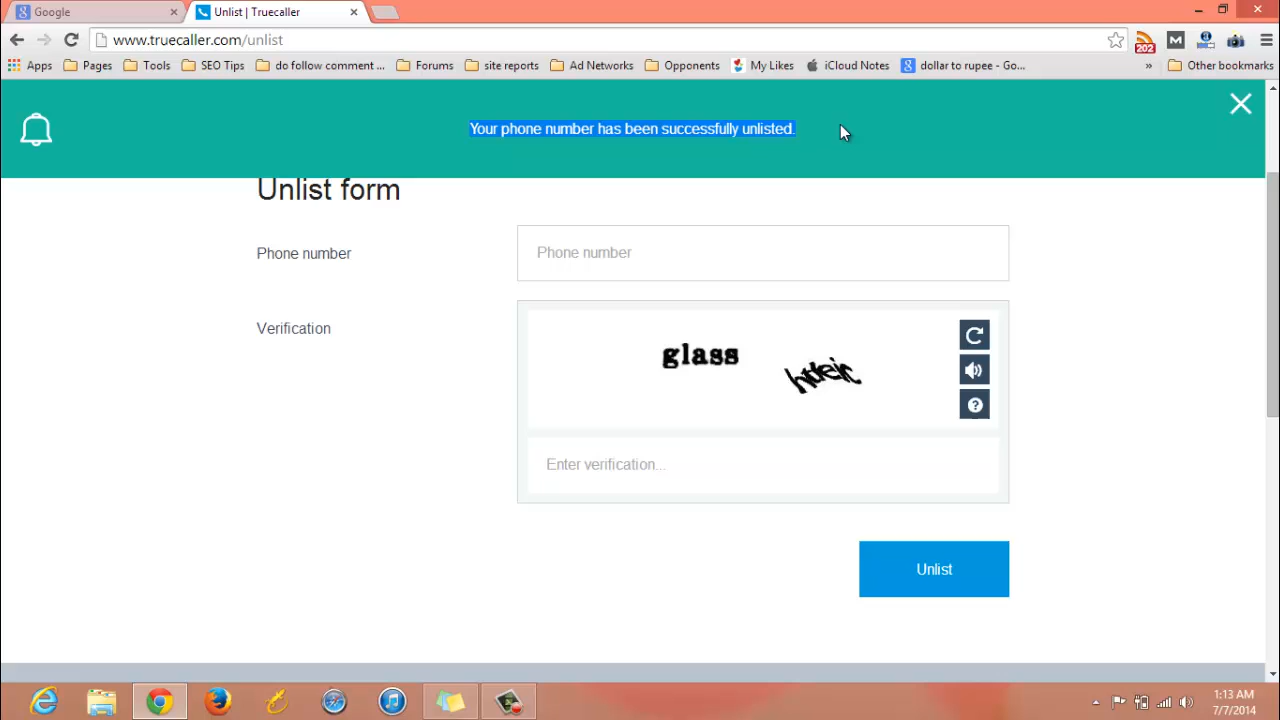 Google
Unlist | Truecaller
www.truecaller.com/unlist
202
M
Apps Pages Tools SEO Tips do follow comment ... Forums site reports Ad Networks Opponents My Likes iCloud Notes dollar to rupee - Go... » Other bookmarks
Your phone number has been successfully unlisted.
Unlist form
Phone number
Phone number
Verification
glass
Enter verification...
Unlist
1:13 AM
7/7/2014